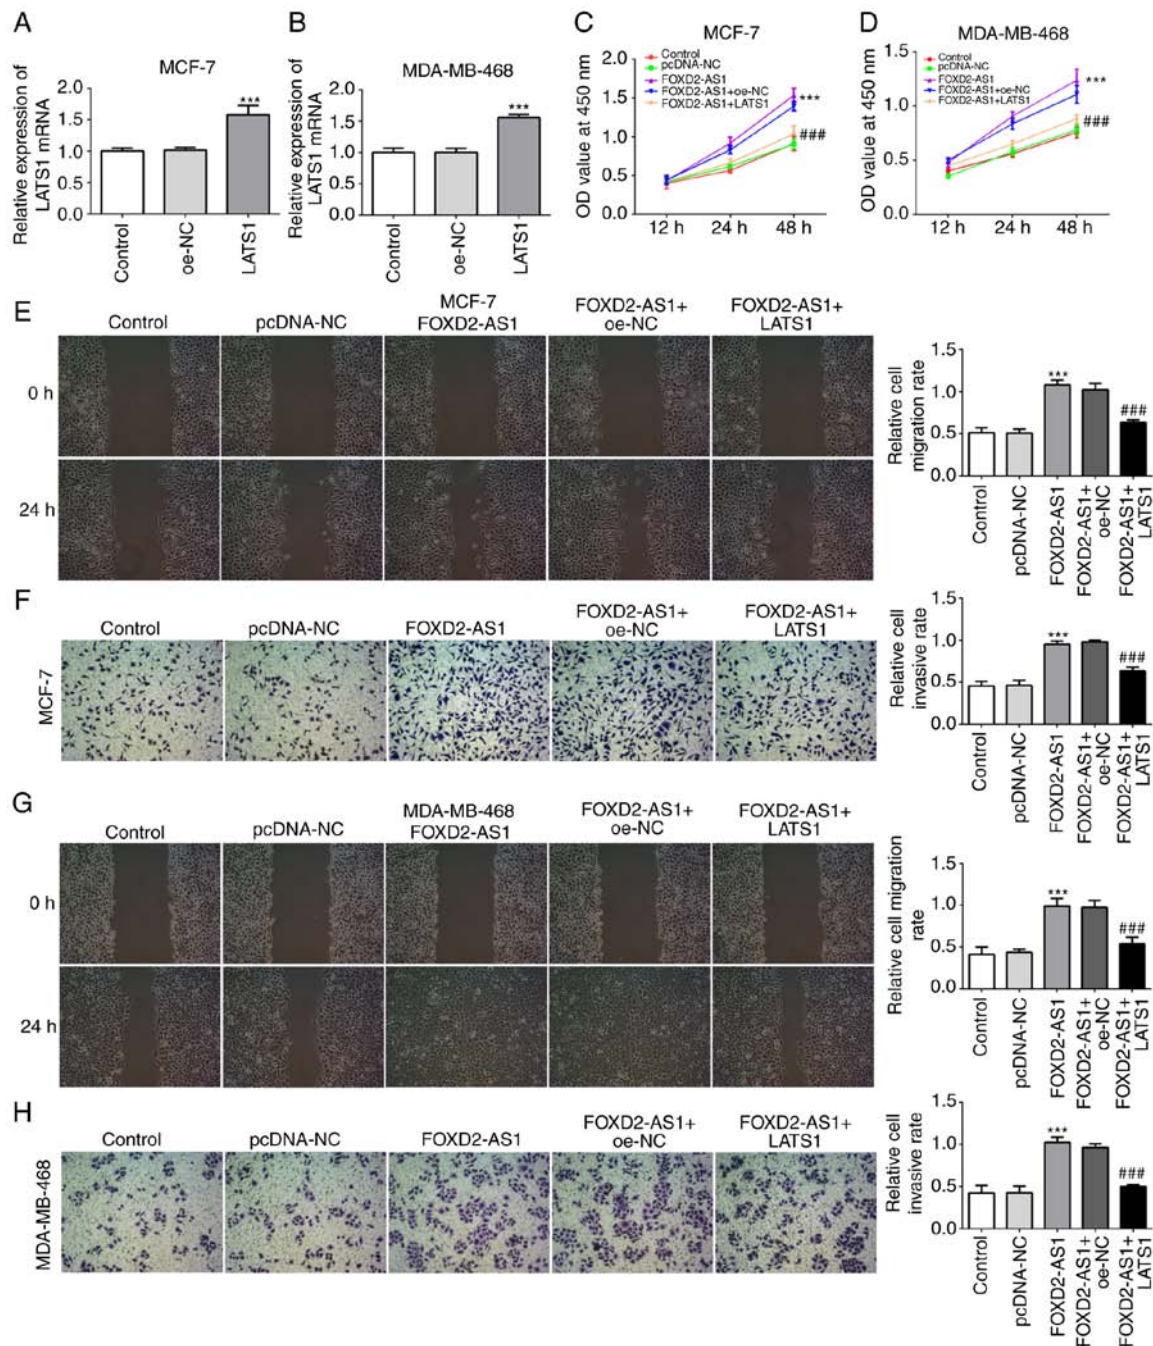 A
MCF-7
Relative expression of
LATS1 mRNA
2.0
1.5
1.0
0.5
0.0
***
Control
oe-NC
LATS1
B
MDA-MB-468
Relative expression of
LATS1 mRNA
2.0
1.5
1.0
0.5
0.0
***
Control
oe-NC
LATS1
C
MCF-7
OD value at 450 nm
2.0
1.5
1.0
0.5
0.0
Control
pcDNA-NC
FOXD2-AS1
FOXD2-AS1+oe-NC
FOXD2-AS1+LATS1
***
###
12 h 24 h 48 h
D
MDA-MB-468
OD value at 450 nm
1.5
1.0
0.5
0.0
Control
pcDNA-NC
FOXD2-AS1
FOXD2-AS1+oe-NC
FOXD2-AS1+LATS1
***
###
12 h 24 h 48 h
E
MCF-7
Control
pcDNA-NC
FOXD2-AS1
FOXD2-AS1+
oe-NC
FOXD2-AS1+
LATS1
0 h
24 h
Relative cell
migration rate
1.5
1.0
0.5
0.0
***
###
Control
pcDNA-NC
FOXD2-AS1
FOXD2-AS1+
oe-NC
FOXD2-AS1+
LATS1
F
Control
pcDNA-NC
FOXD2-AS1
FOXD2-AS1+
oe-NC
FOXD2-AS1+
LATS1
MCF-7
Relative cell
invasive rate
1.5
1.0
0.5
0.0
***
###
Control
pcDNA-NC
FOXD2-AS1
FOXD2-AS1+
oe-NC
FOXD2-AS1+
LATS1
G
MDA-MB-468
Control
pcDNA-NC
FOXD2-AS1
FOXD2-AS1+
oe-NC
FOXD2-AS1+
LATS1
0 h
24 h
Relative cell migration
rate
1.5
1.0
0.5
0.0
***
###
Control
pcDNA-NC
FOXD2-AS1
FOXD2-AS1+
oe-NC
FOXD2-AS1+
LATS1
H
Control
pcDNA-NC
FOXD2-AS1
FOXD2-AS1+
oe-NC
FOXD2-AS1+
LATS1
MDA-MB-468
Relative cell
invasive rate
1.5
1.0
0.5
0.0
***
###
Control
pcDNA-NC
FOXD2-AS1
FOXD2-AS1+
oe-NC
FOXD2-AS1+
LATS1